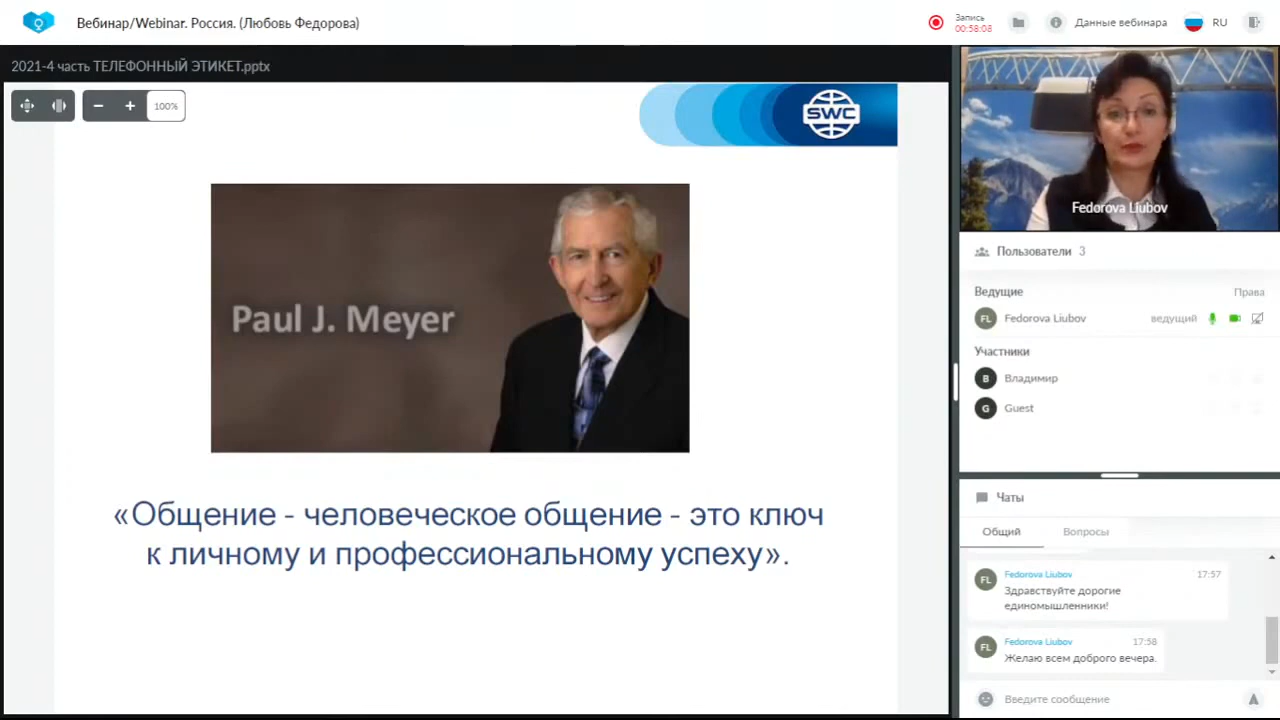 Вебинар/Webinar. Россия. (Любовь Федорова)
Запись
00:58:08
Данные вебинара
RU
2021-4 часть ТЕЛЕФОННЫЙ ЭТИКЕТ.pptx
100%
SWC
Paul J. Meyer
«Общение - человеческое общение - это ключ
к личному и профессиональному успеху».
Fedorova Liubov
Пользователи 3
Ведущие
Права
FL
Fedorova Liubov
ведущий
Участники
В
Владимир
G
Guest
Чаты
Общий
Вопросы
FL
Fedorova Liubov
17:57
Здравствуйте дорогие
единомышленники!
FL
Fedorova Liubov
17:58
Желаю всем доброго вечера.
Введите сообщение